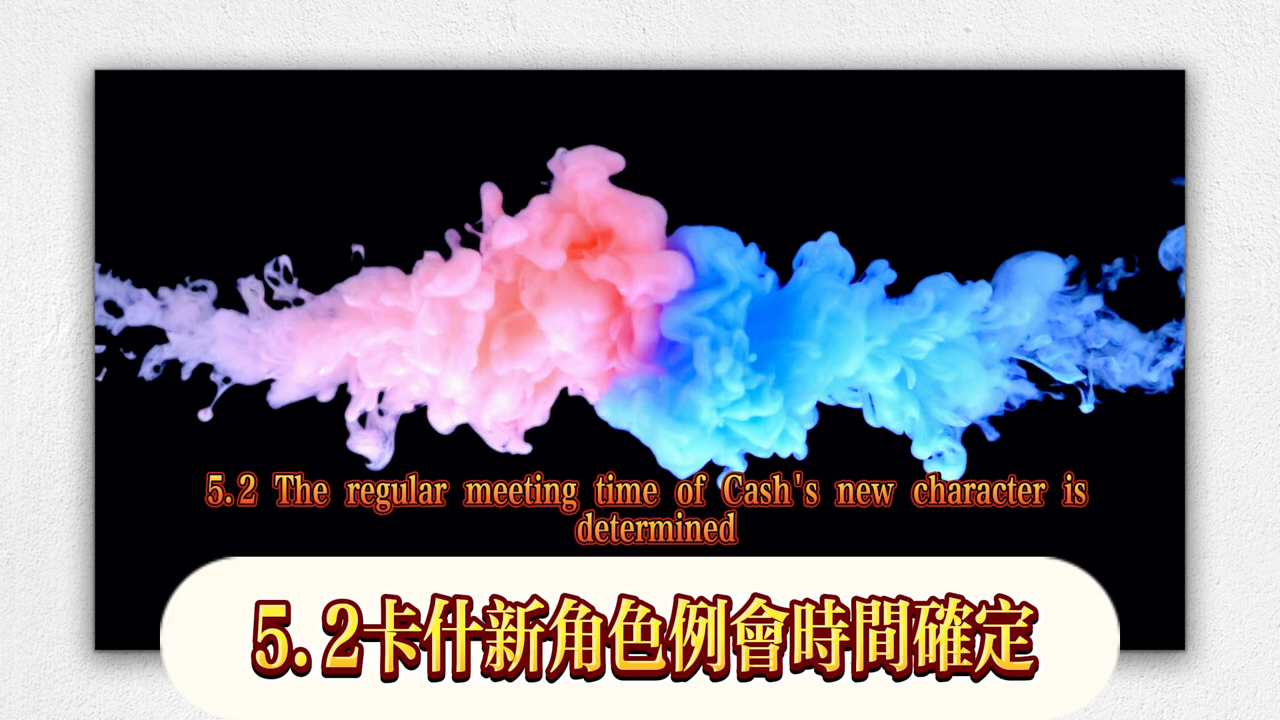 5.2 The regular meeting time of Cash's new character is
determined
5.2卡什新角色例會時間確定